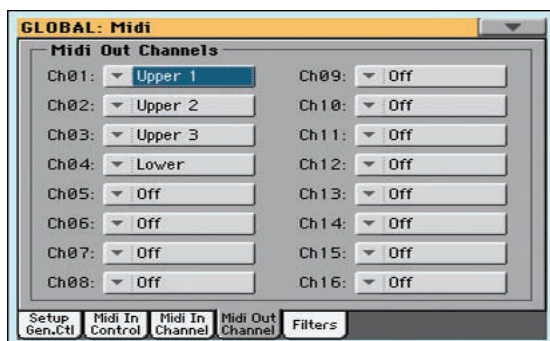 GLOBAL: Midi
Midi Out Channels
Ch01: Upper 1
Ch02: Upper 2
Ch03: Upper 3
Ch04: Lower
Ch05: Off
Ch06: Off
Ch07: Off
Ch08: Off
Ch09: Off
Ch10: Off
Ch11: Off
Ch12: Off
Ch13: Off
Ch14: Off
Ch15: Off
Ch16: Off
Setup Gen.Ctl
Midi In Control
Midi In Channel
Midi Out Channel
Filters